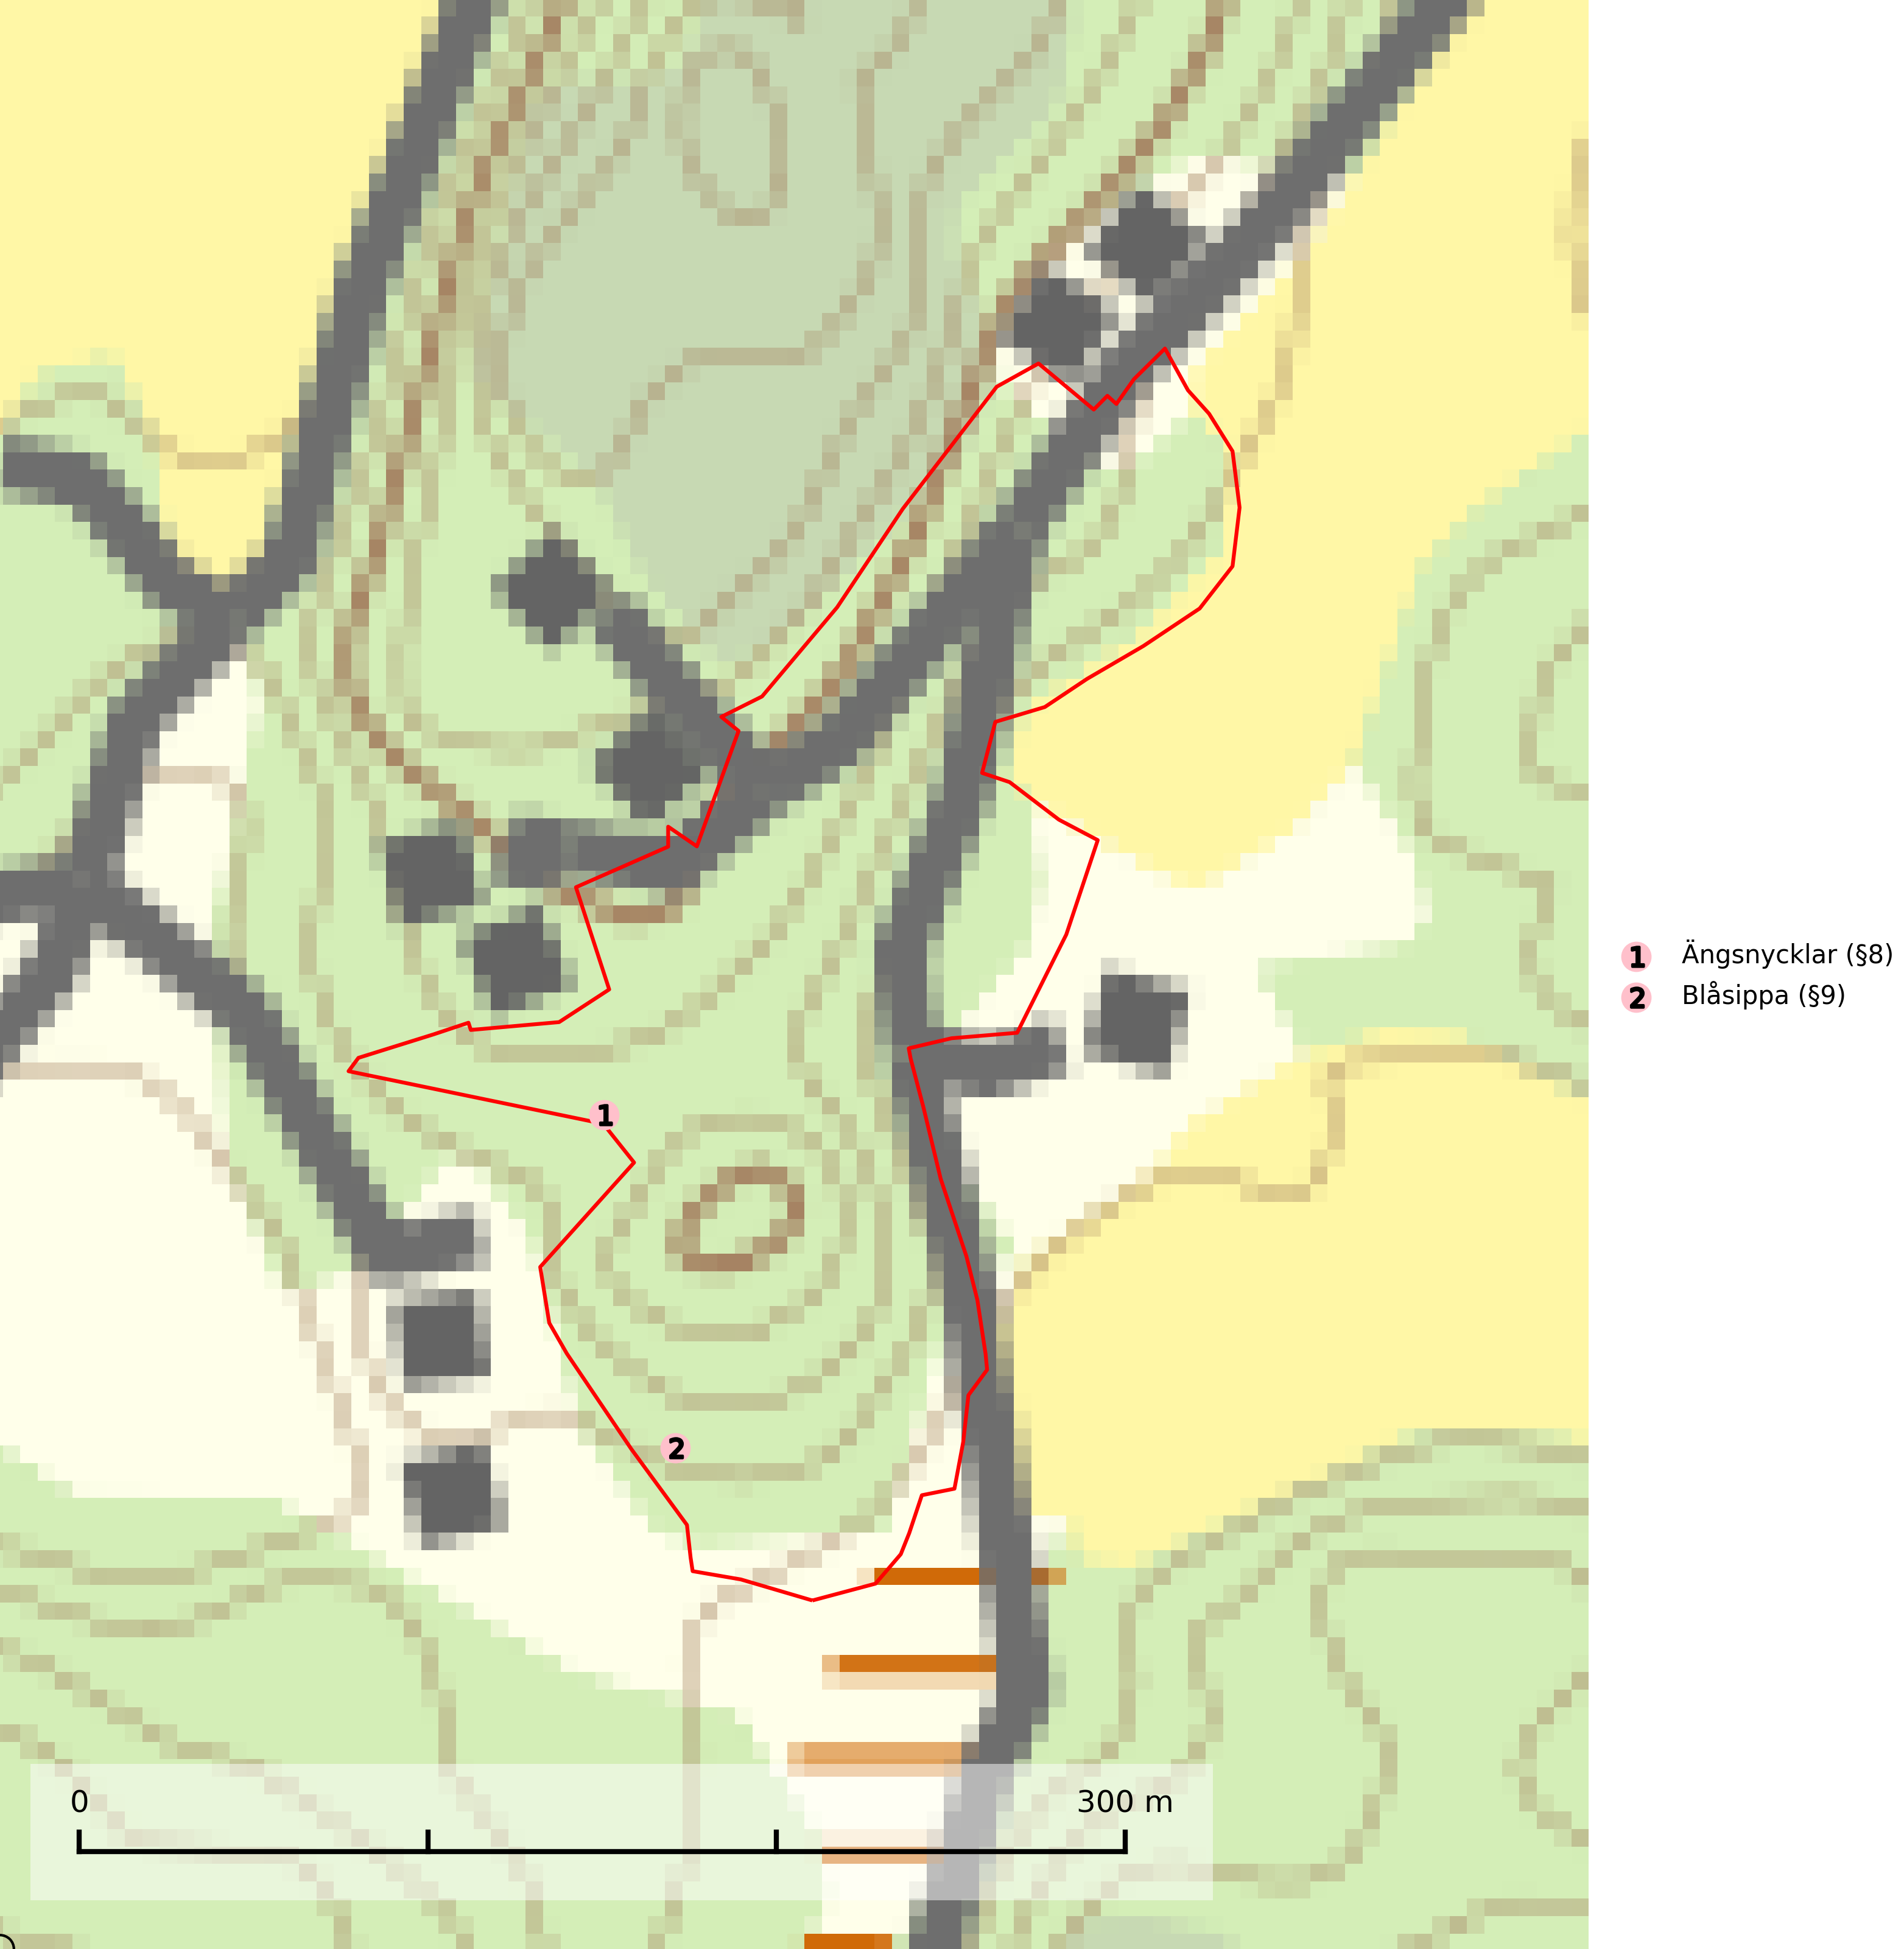 1
2
1 Ängsnycklar (§8)
2 Blåsippa (§9)
0 300 m